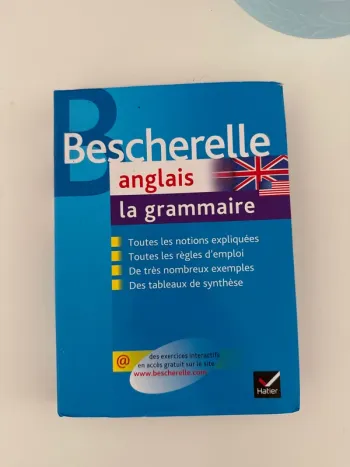 B
Bescherelle
anglais
la grammaire
Toutes les notions expliquées
Toutes les règles d'emploi
De très nombreux exemples
Des tableaux de synthèse
@
des exercices interactifs
en accès gratuit sur le site
www.bescherelle.com
Hatier